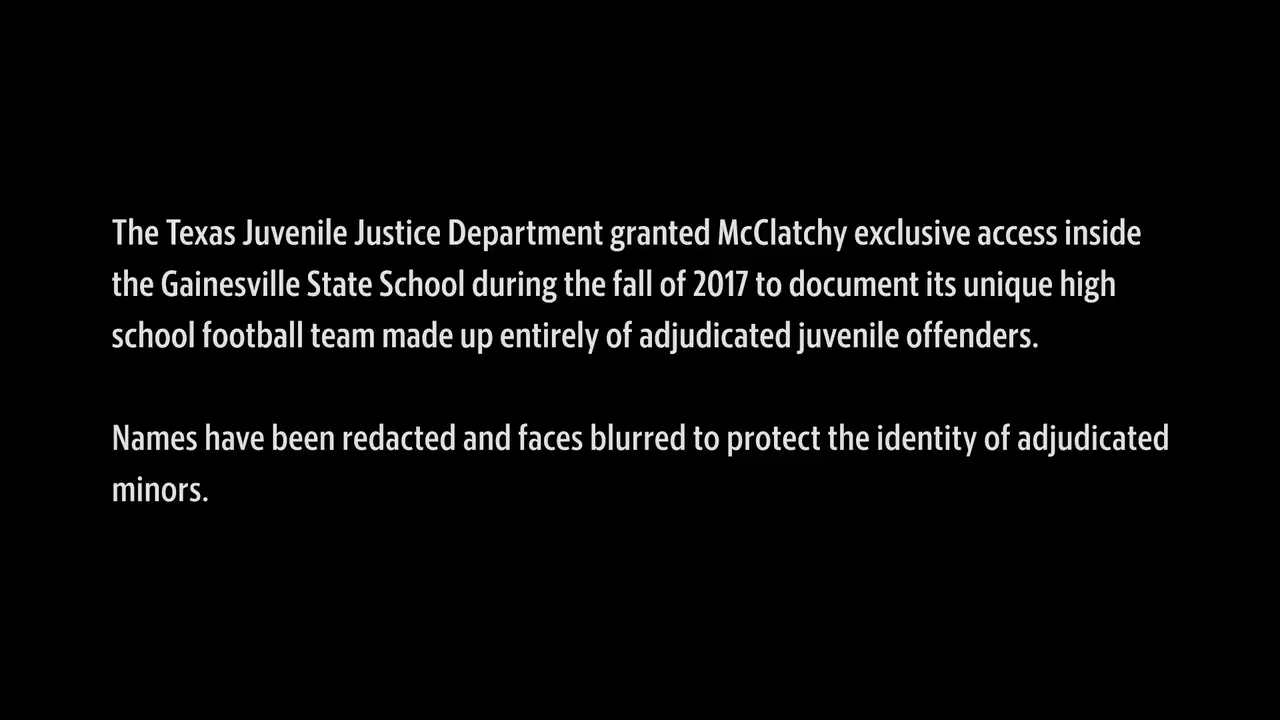 The Texas Juvenile Justice Department granted McClatchy exclusive access inside
the Gainesville State School during the fall of 2017 to document its unique high
school football team made up entirely of adjudicated juvenile offenders.
Names have been redacted and faces blurred to protect the identity of adjudicated
minors.